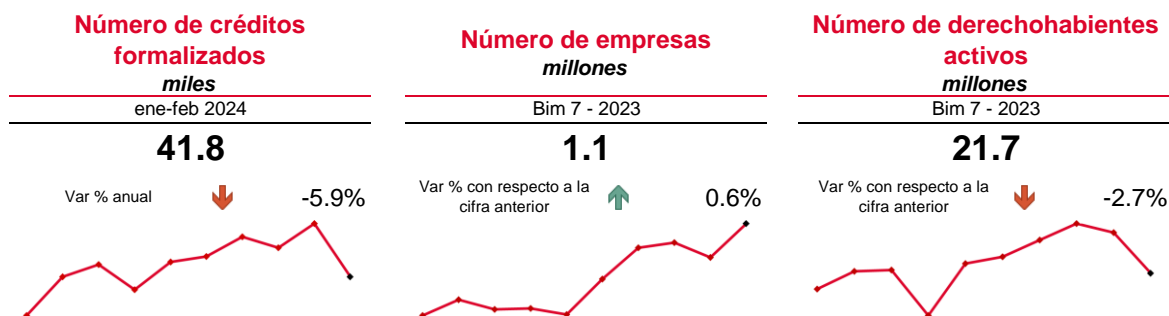 Número de créditos
formalizados
miles
ene-feb 2024
41.8
Var % anual
-5.9%
Número de empresas
millones
Bim 7 - 2023
1.1
Var % con respecto a la
cifra anterior
0.6%
Número de derechohabientes
activos
millones
Bim 7 - 2023
21.7
Var % con respecto a la
cifra anterior
-2.7%